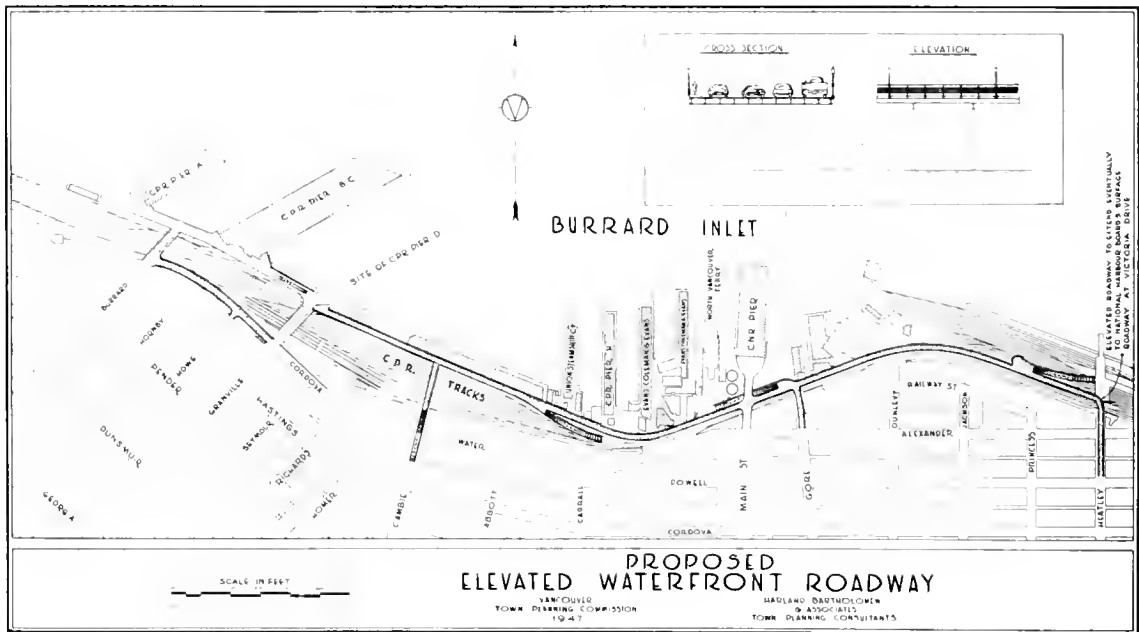 CROSS SECTION
ELEVATION
V
C.P.R. PIER A
C.P.R. PIER B.C
SITE OF C.P.R. PIER D
BURRARD INLET
ELEVATED ROADWAY TO EXTEND EVENTUALLY
TO NATIONAL HARBOUR BOARDS SURFACE
ROADWAY AT VICTORIA DRIVE
NORTH VANCOUVER
FERRY
CNR PIER
UNION STEAMSHIP CO
C.P.R. PIER H
EVANS COLEMAN & EVANS
C.P.R.
TRACKS
BURRARD
HORNBY
HOWE
PENDER
GRANVILLE
CORDOVA
HASTINGS
SEYMOUR
RICHARDS
DUNSMUIR
GEORGIA
HOMER
CAMBIE
WATER
ABBOTT
CARRALL
POWELL
MAIN ST
GORE
RAILWAY ST
DUNLEVY
JACKSON
ALEXANDER
PRINCESS
HEATLEY
CORDOVA
SCALE IN FEET
PROPOSED
ELEVATED WATERFRONT ROADWAY
VANCOUVER
TOWN PLANNING COMMISSION
1947
HARLAND BARTHOLOMEW
& ASSOCIATES
TOWN PLANNING CONSULTANTS